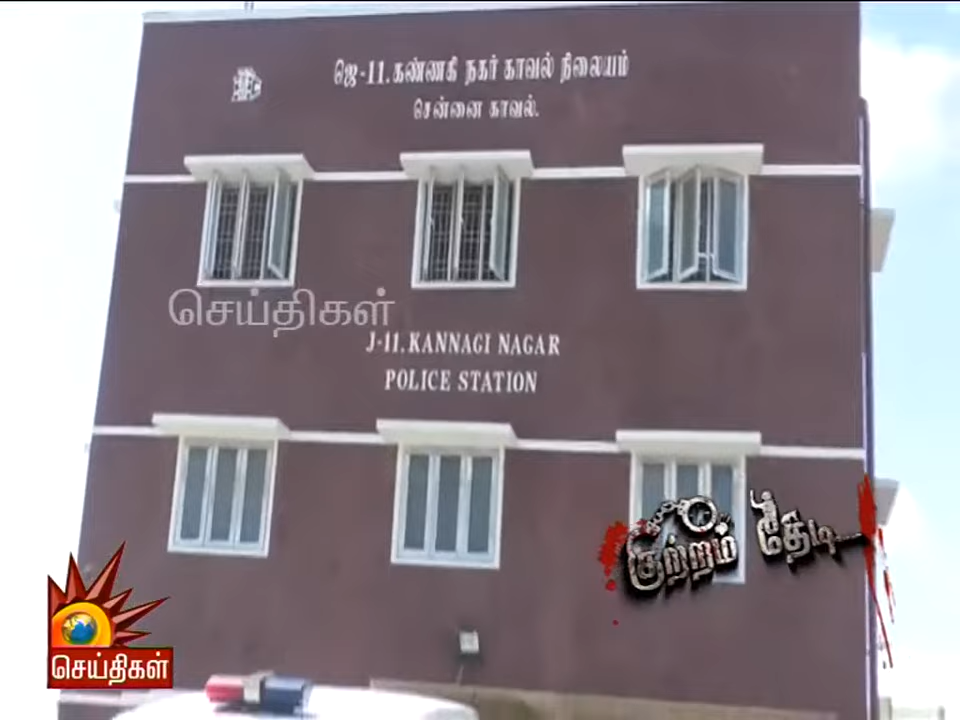 ஜெ-11.கண்ணகி நகர் காவல் நிலையம்
சென்னை காவல்.
செய்திகள்
J-11.KANNAGI NAGAR
POLICE STATION
குற்றம் தேடி
செய்திகள்